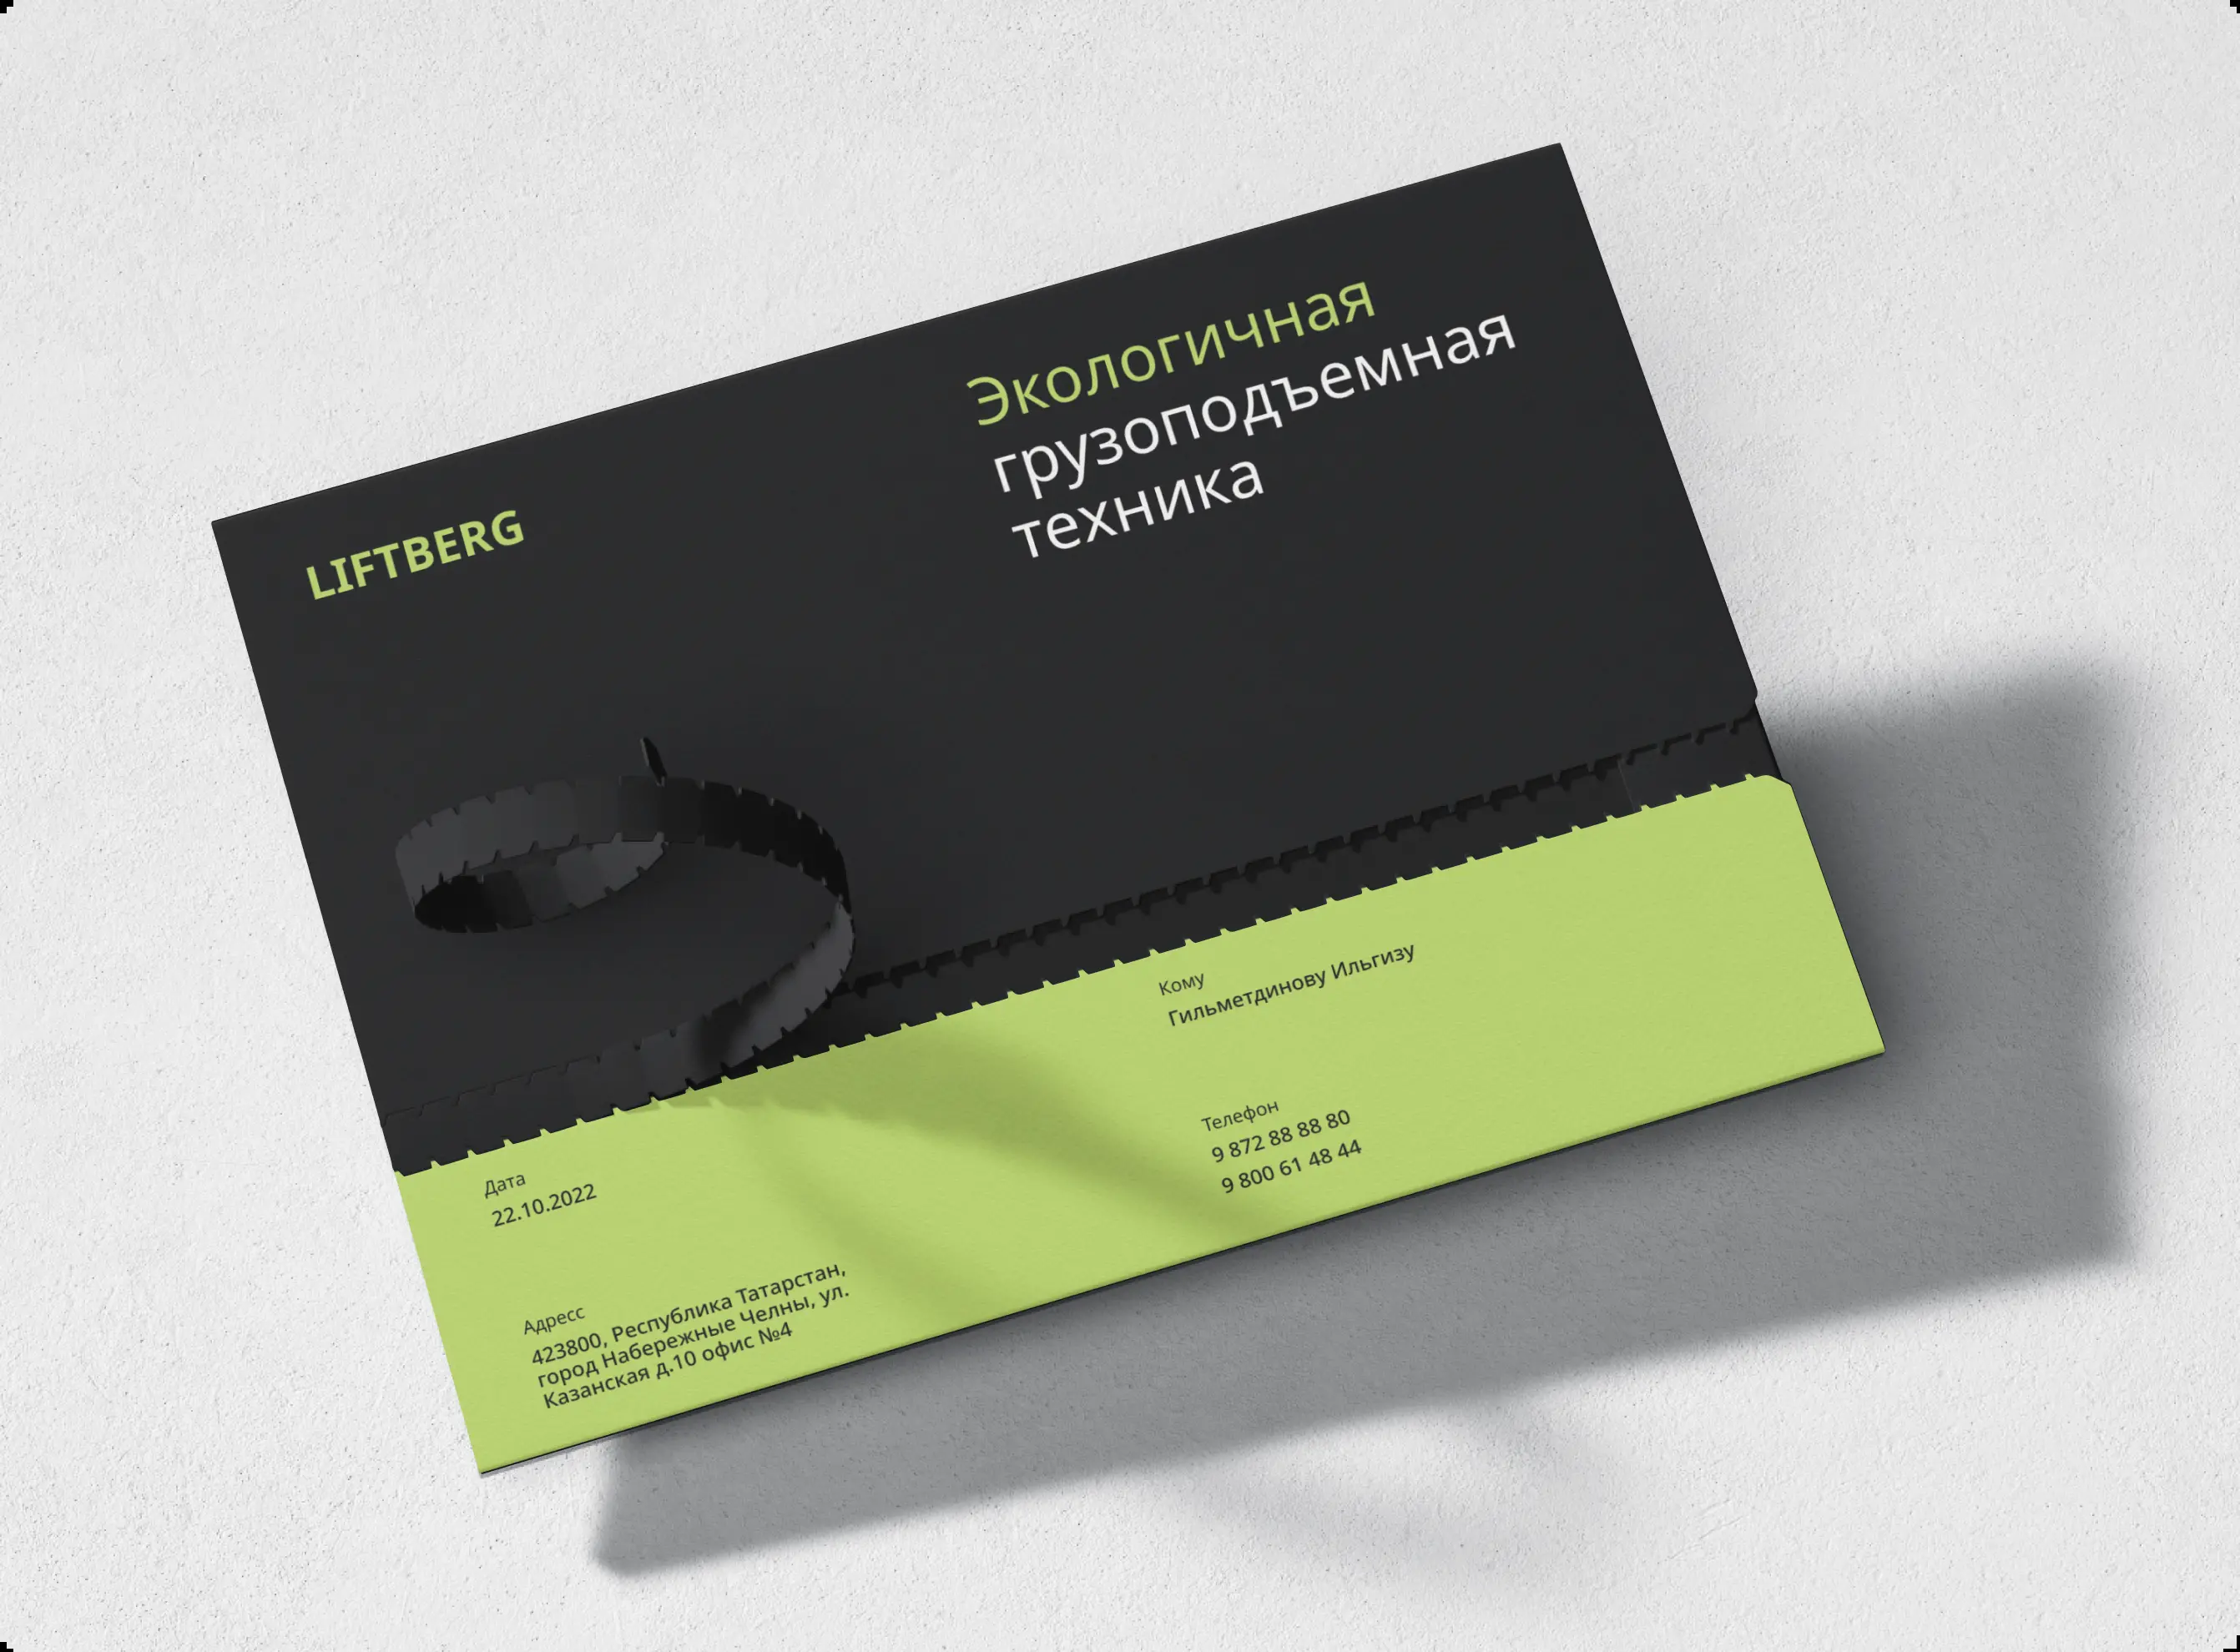 LIFTBERG
Экологичная
грузоподъемная
техника
Дата
22.10.2022
Адрес​с
423800, Республика Татарстан,
город Набережные Челны, ул.
Казанская д.10 офис №4
Кому
Гильметдинову Ильгизу
Телефон
9 872 88 88 80
9 800 61 48 44